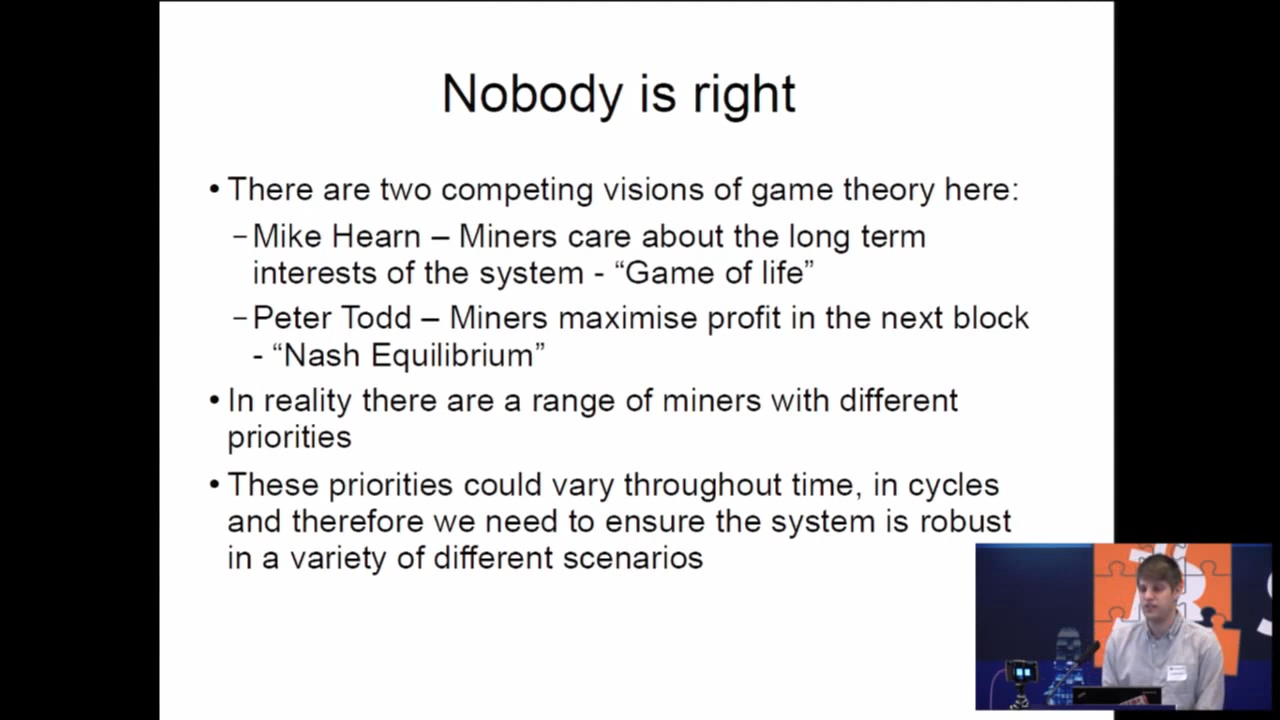 Nobody is right
• There are two competing visions of game theory here:
– Mike Hearn – Miners care about the long term
interests of the system - “Game of life”
– Peter Todd – Miners maximise profit in the next block
- “Nash Equilibrium”
• In reality there are a range of miners with different
priorities
• These priorities could vary throughout time, in cycles
and therefore we need to ensure the system is robust
in a variety of different scenarios